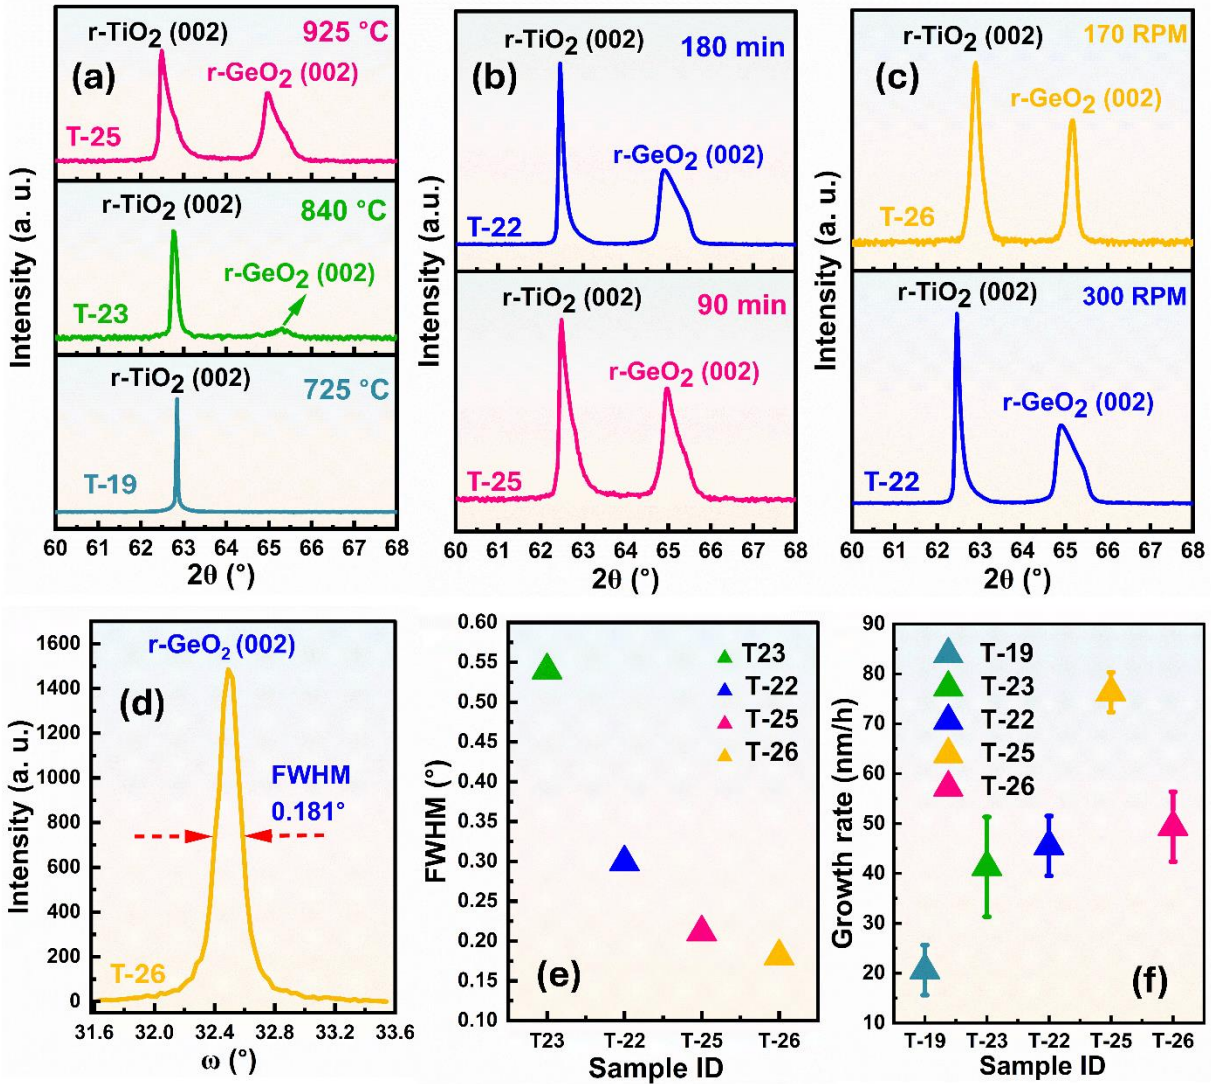 (a)
r-TiO2 (002)
925 °C
r-GeO2 (002)
T-25
r-TiO2 (002)
840 °C
r-GeO2 (002)
T-23
r-TiO2 (002)
725 °C
T-19
Intensity (a. u.)
60 61 62 63 64 65 66 67 68
2θ (°)
(b)
r-TiO2 (002)
180 min
r-GeO2 (002)
T-22
r-TiO2 (002)
90 min
r-GeO2 (002)
T-25
Intensity (a.u.)
60 61 62 63 64 65 66 67 68
2θ (°)
(c)
r-TiO2 (002)
170 RPM
r-GeO2 (002)
T-26
r-TiO2 (002)
300 RPM
r-GeO2 (002)
T-22
Intensity (a. u.)
60 61 62 63 64 65 66 67 68
2θ (°)
(d)
r-GeO2 (002)
FWHM
0.181°
T-26
Intensity (a. u.)
1600
1400
1200
1000
800
600
400
200
0
31.6 32.0 32.4 32.8 33.2 33.6
ω (°)
(e)
T23
T-22
T-25
T-26
FWHM (°)
0.60
0.55
0.50
0.45
0.40
0.35
0.30
0.25
0.20
0.15
0.10
T23 T-22 T-25 T-26
Sample ID
(f)
T-19
T-23
T-22
T-25
T-26
Growth rate (nm/h)
90
80
70
60
50
40
30
20
10
T-19 T-23 T-22 T-25 T-26
Sample ID